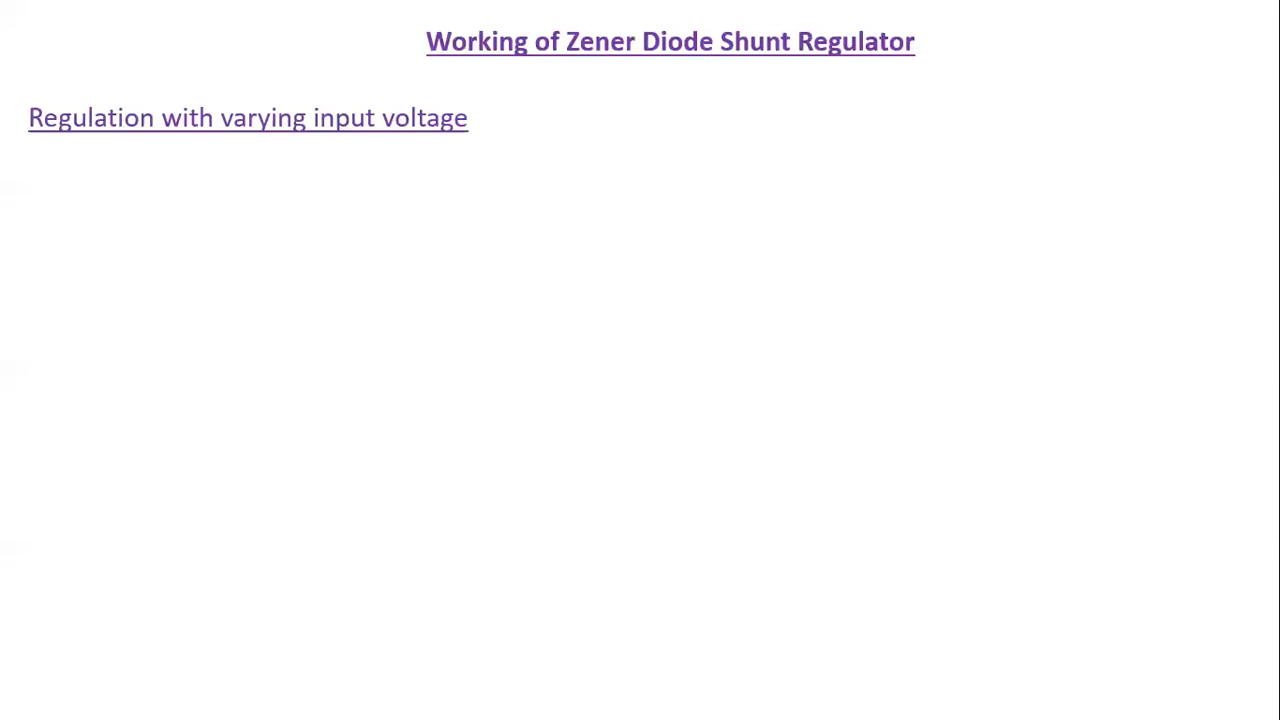 Working of Zener Diode Shunt Regulator
Regulation with varying input voltage